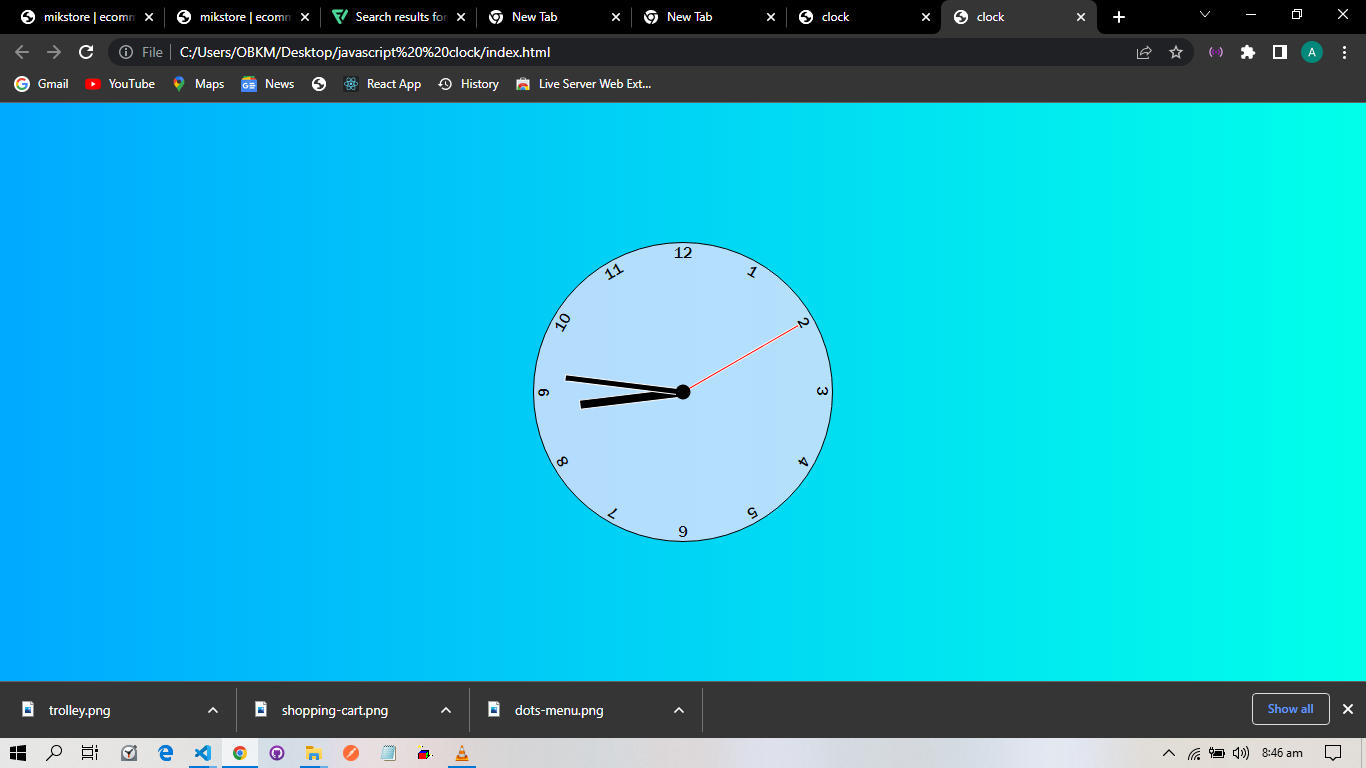 mikstore | ecomm
mikstore | ecomm
Search results for
New Tab
New Tab
clock
clock
File
C:/Users/OBKM/Desktop/javascript%20%20clock/index.html
A
Gmail
YouTube
Maps
News
React App
History
Live Server Web Ext...
12
11
1
10
2
9
3
8
4
7
5
6
trolley.png
shopping-cart.png
dots-menu.png
Show all
8:46 am